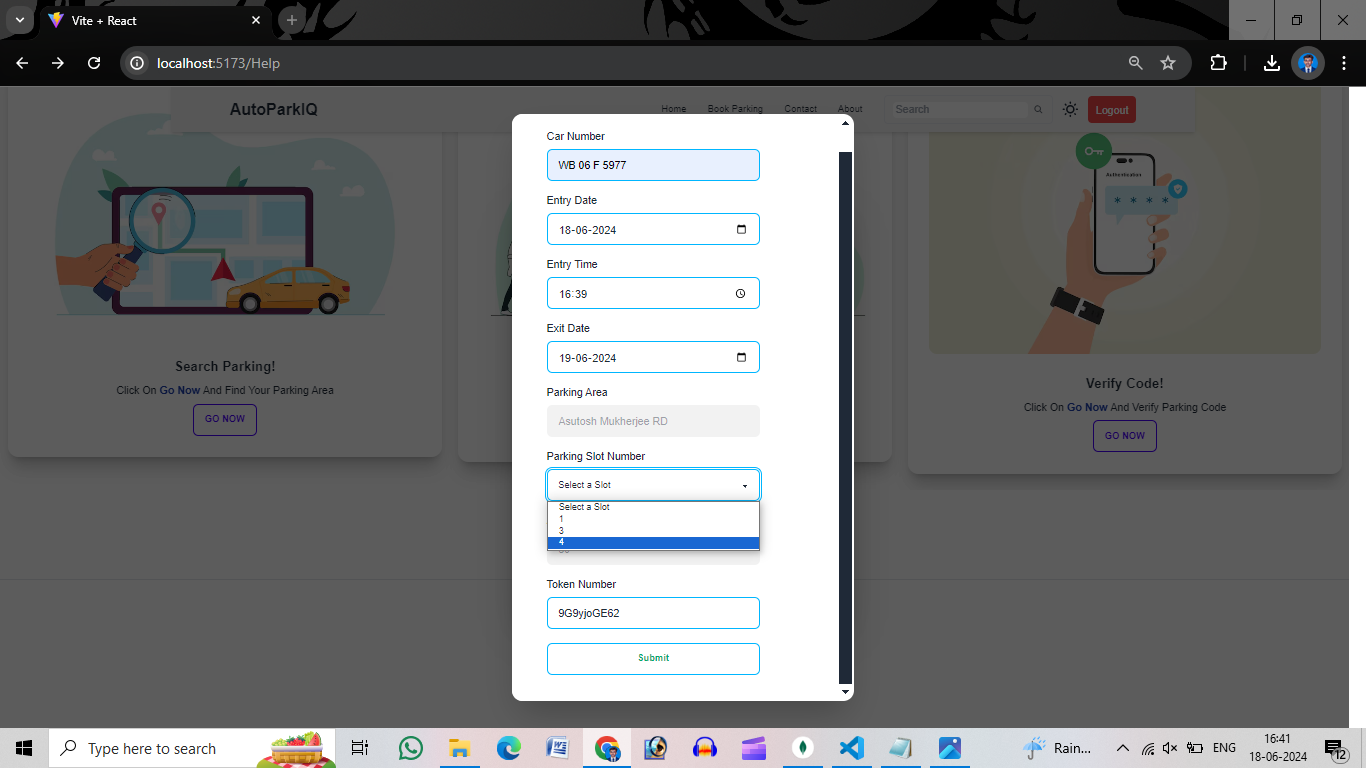 Vite + React
localhost:5173/Help
AutoParkIQ
Home
Book Parking
Contact
About
Search
Logout
Car Number
WB 06 F 5977
Entry Date
18-06-2024
Entry Time
16:39
Exit Date
19-06-2024
Parking Area
Asutosh Mukherjee RD
Parking Slot Number
Select a Slot
Select a Slot
1
3
4
Token Number
9G9yjoGE62
Submit
Search Parking!
Click On Go Now And Find Your Parking Area
GO NOW
Authentication
* * * *
Verify Code!
Click On Go Now And Verify Parking Code
GO NOW
Type here to search
Rain...
ENG
16:41
18-06-2024
12